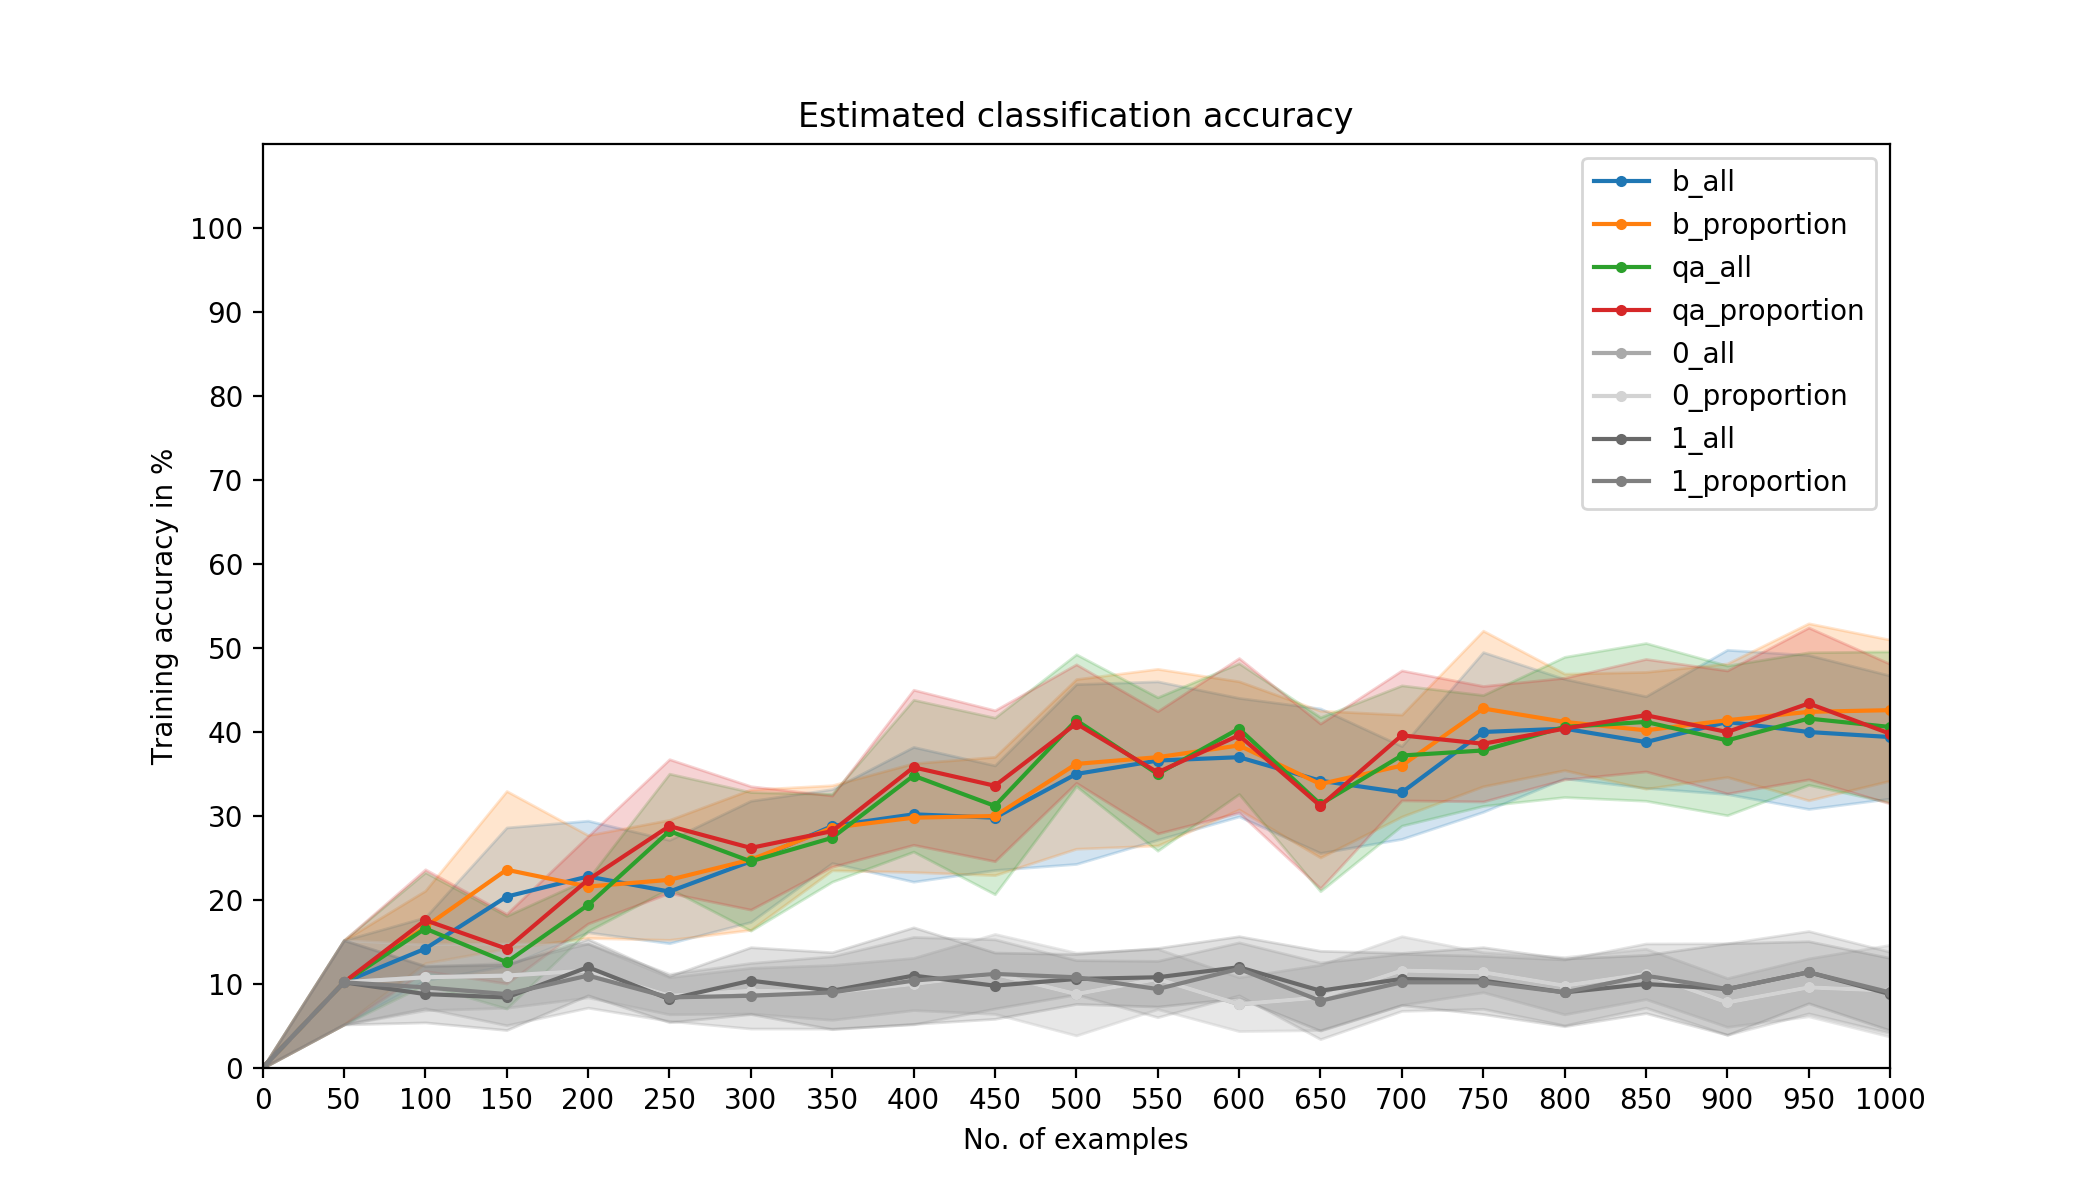 Estimated classification accuracy
b_all
b_proportion
qa_all
qa_proportion
0_all
0_proportion
1_all
1_proportion
Training accuracy in %
100
90
80
70
60
50
40
30
20
10
0
0 50 100 150 200 250 300 350 400 450 500 550 600 650 700 750 800 850 900 950 1000
No. of examples